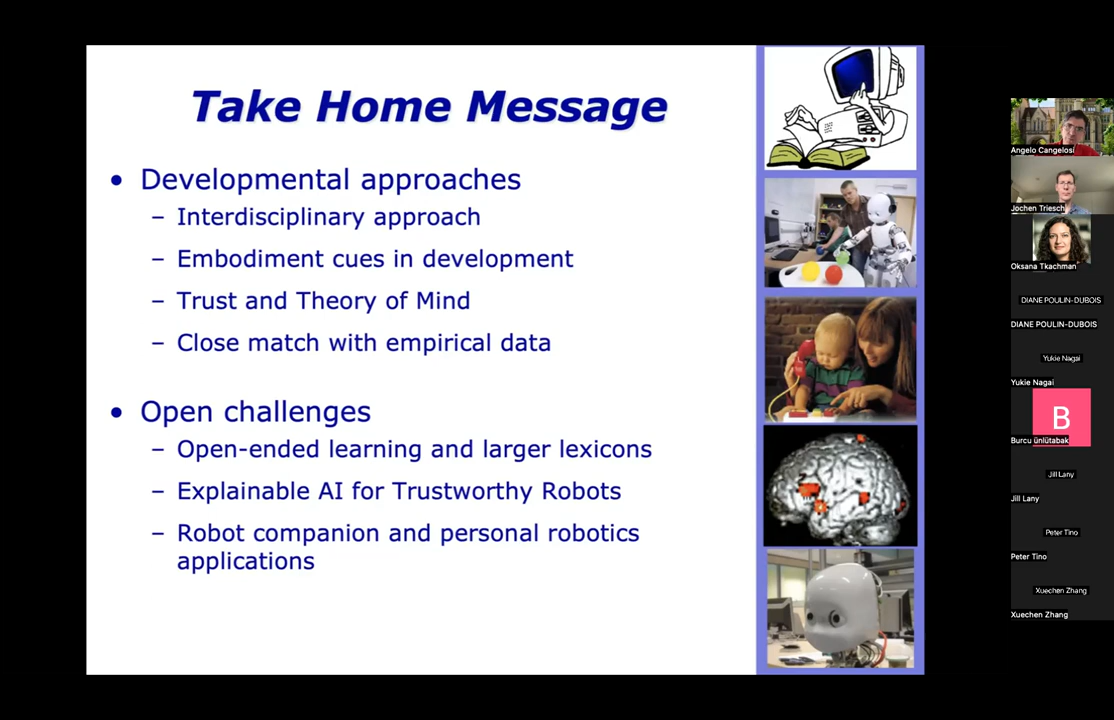 Take Home Message
• Developmental approaches
– Interdisciplinary approach
– Embodiment cues in development
– Trust and Theory of Mind
– Close match with empirical data
• Open challenges
– Open-ended learning and larger lexicons
– Explainable AI for Trustworthy Robots
– Robot companion and personal robotics
applications
Angelo Cangelosi
Jochen Triesch
Oksana Tkachman
DIANE POULIN-DUBOIS
DIANE POULIN-DUBOIS
Yukie Nagai
Yukie Nagai
B
Burcu ünlütabak
Jill Lany
Jill Lany
Peter Tino
Peter Tino
Xuechen Zhang
Xuechen Zhang